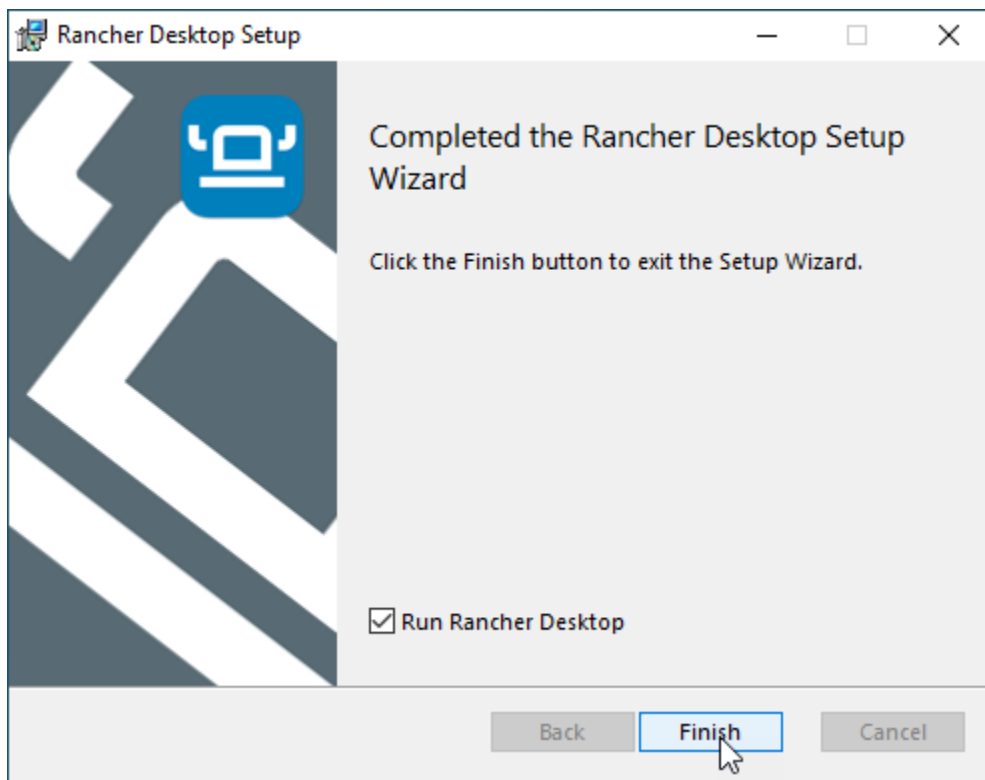 Rancher Desktop Setup
Completed the Rancher Desktop Setup
Wizard
Click the Finish button to exit the Setup Wizard.
Run Rancher Desktop
Back
Finish
Cancel